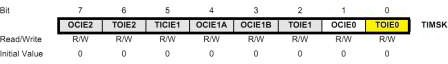 Bit 7 6 5 4 3 2 1 0
OCIE2 TOIE2 TICIE1 OCIE1A OCIE1B TOIE1 OCIE0 TOIE0 TIMSK
Read/Write R/W R/W R/W R/W R/W R/W R/W R/W
Initial Value 0 0 0 0 0 0 0 0